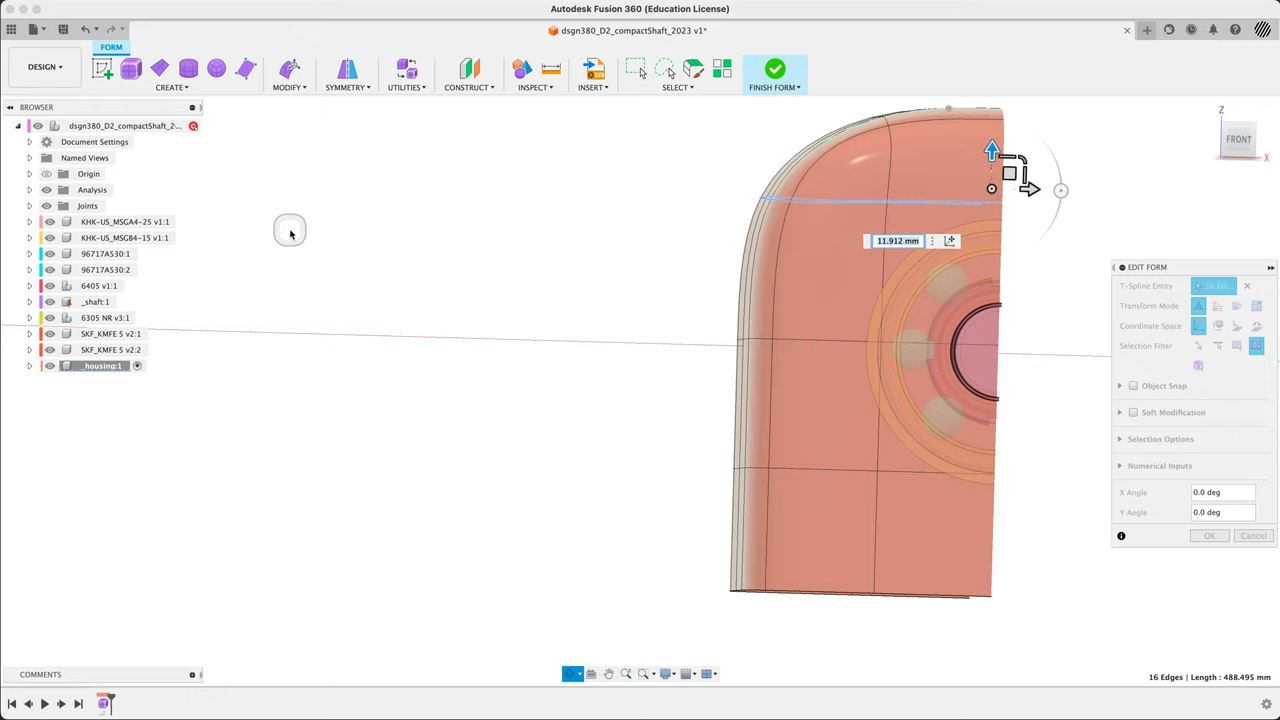 Autodesk Fusion 360 (Education License)
dsgn380_D2_compactShaft_2023 v1*
DESIGN
FORM
CREATE
MODIFY
SYMMETRY
UTILITIES
CONSTRUCT
INSPECT
INSERT
SELECT
FINISH FORM
BROWSER
dsgn380_D2_compactShaft_2...
Document Settings
Named Views
Origin
Analysis
Joints
KHK-US_MSGA4-25 v1:1
KHK-US_MSGB4-15 v1:1
96717A530:1
96717A530:2
6405 v1:1
_shaft:1
6305 NR v3:1
SKF_KMFE 5 v2:1
SKF_KMFE 5 v2:2
_housing:1
Z
FRONT
X
11.912 mm
EDIT FORM
T-Spline Entity
16 Ed...
Transform Mode
Coordinate Space
Selection Filter
Object Snap
Soft Modification
Selection Options
Numerical Inputs
X Angle
0.0 deg
Y Angle
0.0 deg
OK
Cancel
COMMENTS
16 Edges | Length : 488.495 mm